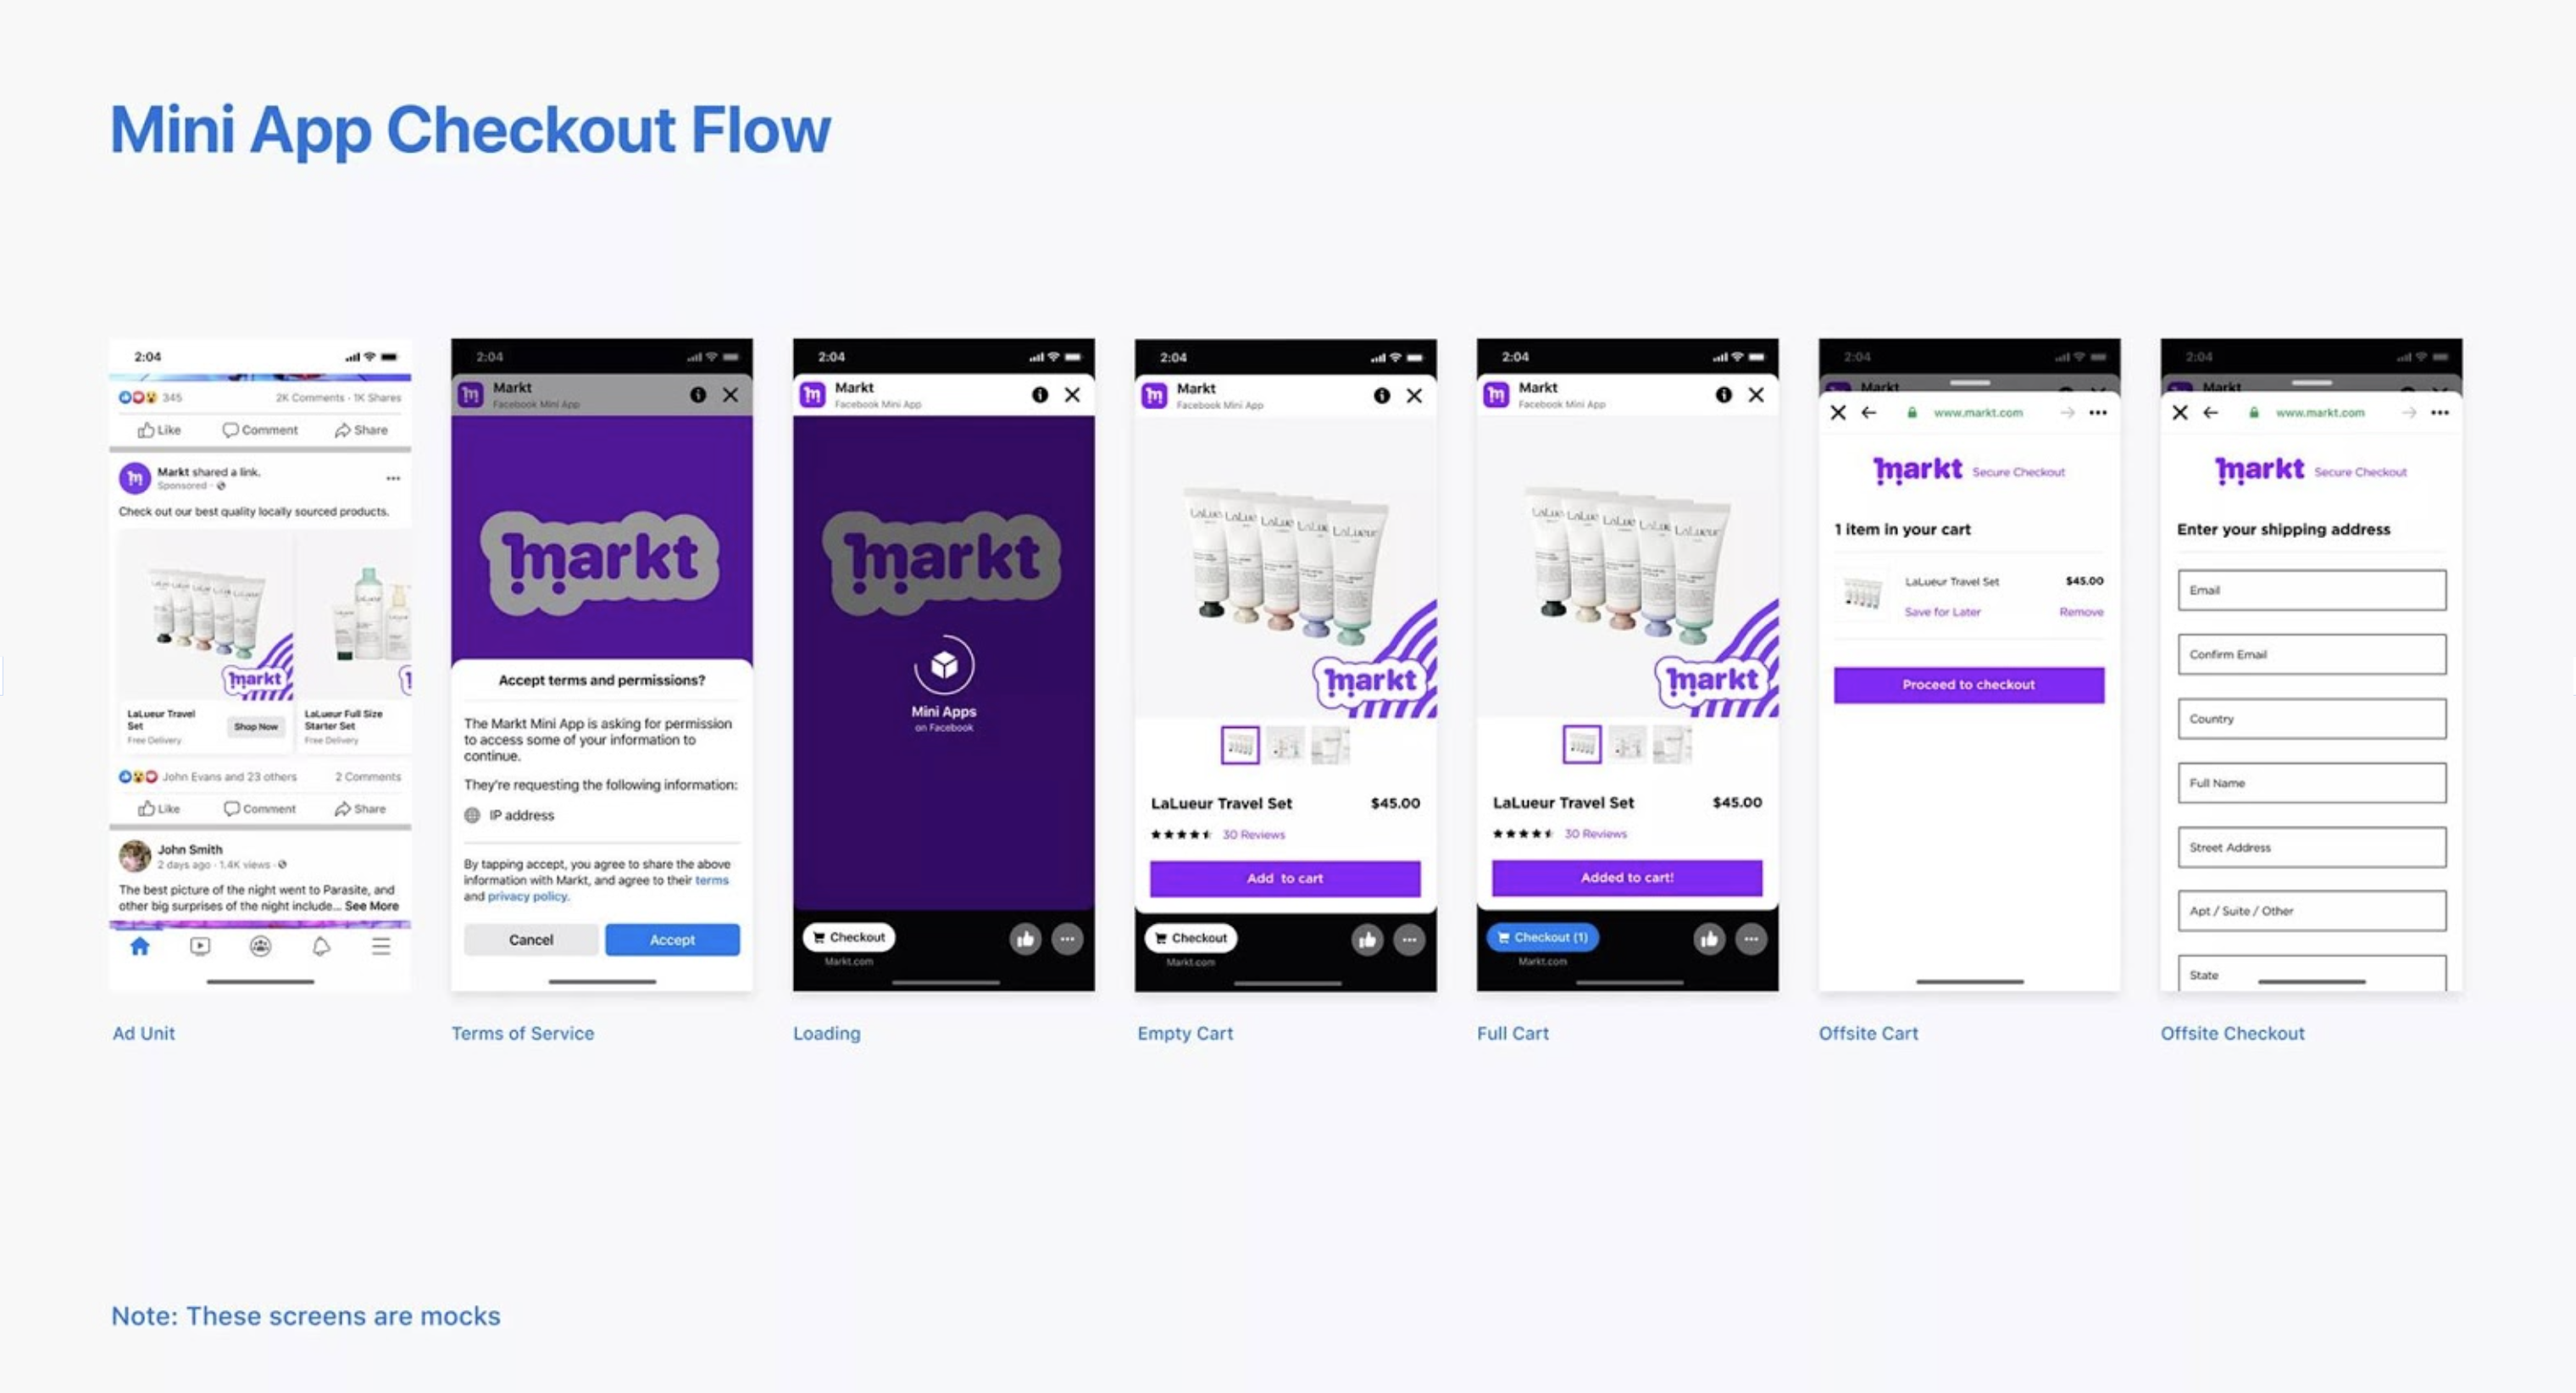 Mini App Checkout Flow
2:04
345
2K Comments · 1K Shares
Like
Comment
Share
Markt shared a link.
Sponsored ·
Check out our best quality locally sourced products.
markt
LaLueur Travel
Set
Free Delivery
Shop Now
LaLueur Full Size
Starter Set
Free Delivery
John Evans and 23 others
2 Comments
Like
Comment
Share
John Smith
2 days ago · 1.4K views ·
The best picture of the night went to Parasite, and
other big surprises of the night include... See More
Ad Unit
2:04
Markt
Facebook Mini App
markt
Accept terms and permissions?
The Markt Mini App is asking for permission
to access some of your information to
continue.
They're requesting the following information:
IP address
By tapping accept, you agree to share the above
information with Markt, and agree to their terms
and privacy policy.
Cancel
Accept
Terms of Service
2:04
Markt
Facebook Mini App
markt
Mini Apps
on Facebook
Checkout
Markt.com
Loading
2:04
Markt
Facebook Mini App
LaLueur
markt
LaLueur Travel Set
$45.00
30 Reviews
Add to cart
Checkout
Markt.com
Empty Cart
2:04
Markt
Facebook Mini App
LaLueur
markt
LaLueur Travel Set
$45.00
30 Reviews
Added to cart!
Checkout (1)
Markt.com
Full Cart
2:04
Markt
www.markt.com
markt Secure Checkout
1 item in your cart
LaLueur Travel Set
$45.00
Save for Later
Remove
Proceed to checkout
Offsite Cart
2:04
Markt
www.markt.com
markt Secure Checkout
Enter your shipping address
Email
Confirm Email
Country
Full Name
Street Address
Apt / Suite / Other
State
Offsite Checkout
Note: These screens are mocks